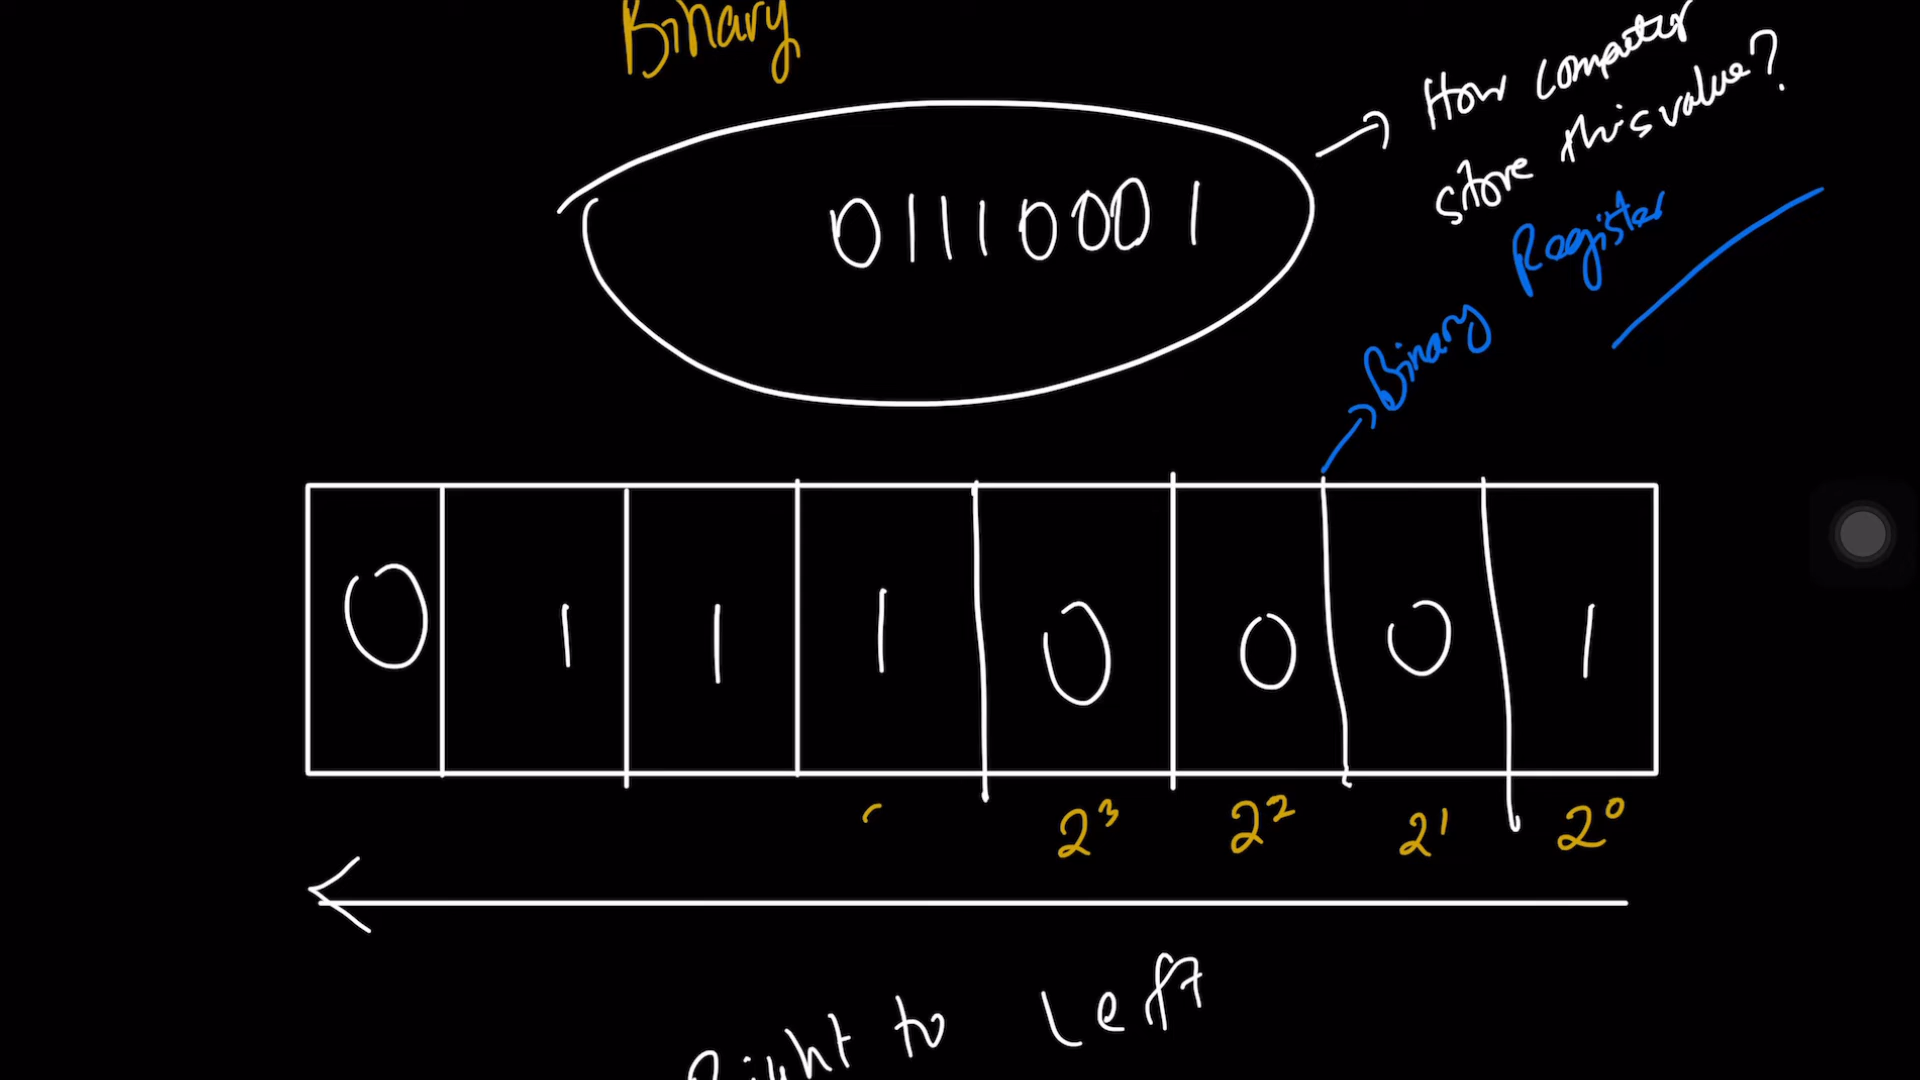 Binary
How computer
store this value?
01110001
Binary Register
0 1 1 1 0 0 0 1
2³ 2² 2¹ 2⁰
Right to Left